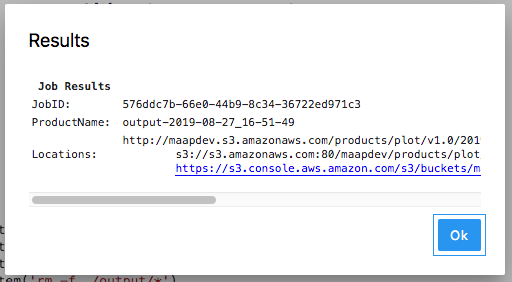 Results
Job Results
JobID: 576ddc7b-66e0-44b9-8c34-36722ed971c3
ProductName: output-2019-08-27_16-51-49
http://maapdev.s3.amazonaws.com/products/plot/v1.0/201
Locations: s3://s3.amazonaws.com:80/maapdev/products/plot
https://s3.console.aws.amazon.com/s3/buckets/m
Ok
t
t
t
tem('rm -f ./output/*')